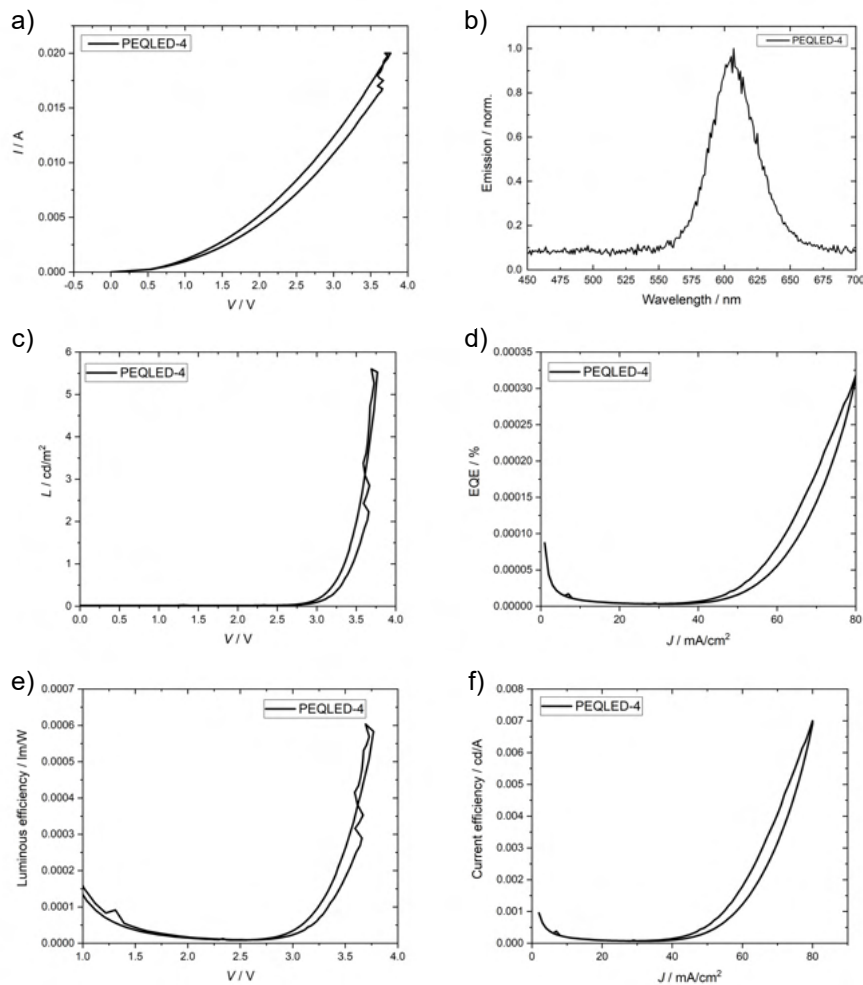 a)
PEQLED-4
I / A
0.020
0.015
0.010
0.005
0.000
-0.5 0.0 0.5 1.0 1.5 2.0 2.5 3.0 3.5 4.0
V / V
b)
PEQLED-4
Emission / norm.
1.0
0.8
0.6
0.4
0.2
0.0
450 475 500 525 550 575 600 625 650 675 700
Wavelength / nm
c)
PEQLED-4
L / cd/m²
6
5
4
3
2
1
0
0.0 0.5 1.0 1.5 2.0 2.5 3.0 3.5 4.0
V / V
d)
PEQLED-4
EQE / %
0.00035
0.00030
0.00025
0.00020
0.00015
0.00010
0.00005
0.00000
0 20 40 60 80
J / mA/cm²
e)
PEQLED-4
Luminous efficiency / lm/W
0.0007
0.0006
0.0005
0.0004
0.0003
0.0002
0.0001
0.0000
1.0 1.5 2.0 2.5 3.0 3.5 4.0
V / V
f)
PEQLED-4
Current efficiency / cd/A
0.008
0.007
0.006
0.005
0.004
0.003
0.002
0.001
0.000
0 20 40 60 80
J / mA/cm²